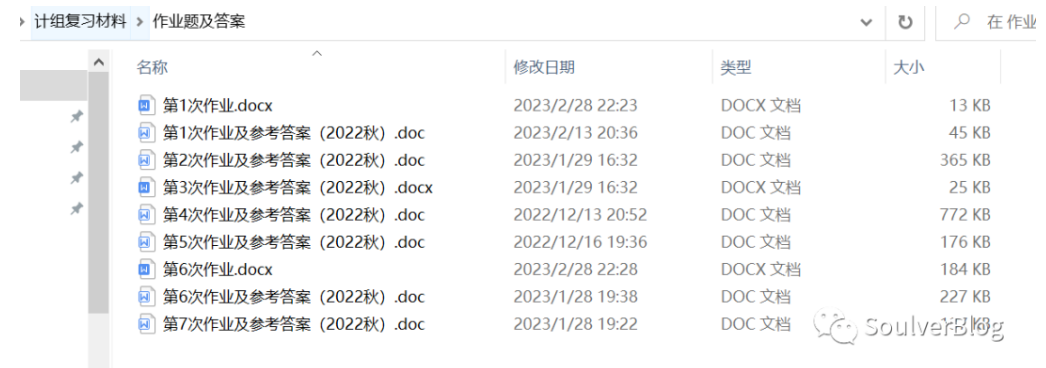 计组复习材料 > 作业题及答案 在 作业
名称 修改日期 类型 大小
第1次作业.docx 2023/2/28 22:23 DOCX 文档 13 KB
第1次作业及参考答案（2022秋）.doc 2023/2/13 20:36 DOC 文档 45 KB
第2次作业及参考答案（2022秋）.doc 2023/1/29 16:32 DOC 文档 365 KB
第3次作业及参考答案（2022秋）.docx 2023/1/29 16:32 DOCX 文档 25 KB
第4次作业及参考答案（2022秋）.doc 2022/12/13 20:52 DOC 文档 772 KB
第5次作业及参考答案（2022秋）.doc 2022/12/16 19:36 DOC 文档 176 KB
第6次作业.docx 2023/2/28 22:28 DOCX 文档 184 KB
第6次作业及参考答案（2022秋）.doc 2023/1/28 19:38 DOC 文档 227 KB
第7次作业及参考答案（2022秋）.doc 2023/1/28 19:22 DOC 文档 KB
SoulverBlog